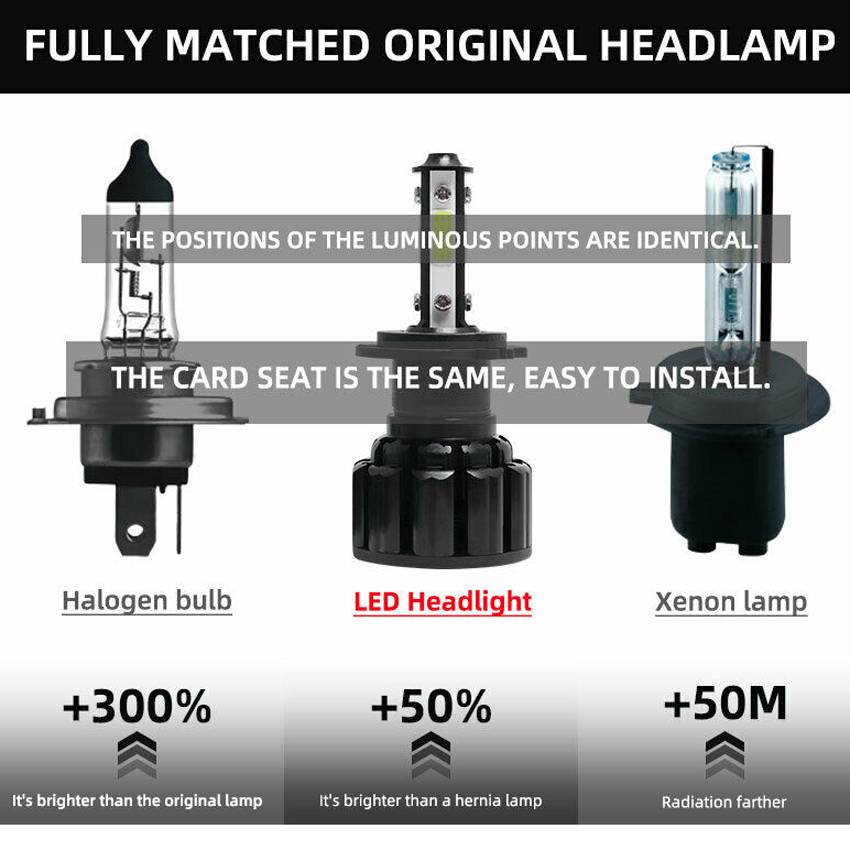 FULLY MATCHED ORIGINAL HEADLAMP
THE POSITIONS OF THE LUMINOUS POINTS ARE IDENTICAL.
THE CARD SEAT IS THE SAME, EASY TO INSTALL.
Halogen bulb
LED Headlight
Xenon lamp
+300%
+50%
+50M
It's brighter than the original lamp
It's brighter than a hernia lamp
Radiation farther